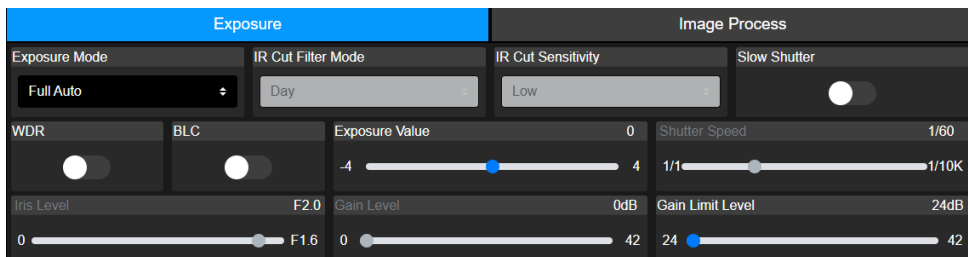 Exposure Image Process
Exposure Mode IR Cut Filter Mode IR Cut Sensitivity Slow Shutter
Full Auto Day Low
WDR BLC Exposure Value 0 Shutter Speed 1/60
-4 4 1/1 1/10K
Iris Level F2.0 Gain Level 0dB Gain Limit Level 24dB
0 F1.6 0 42 24 42